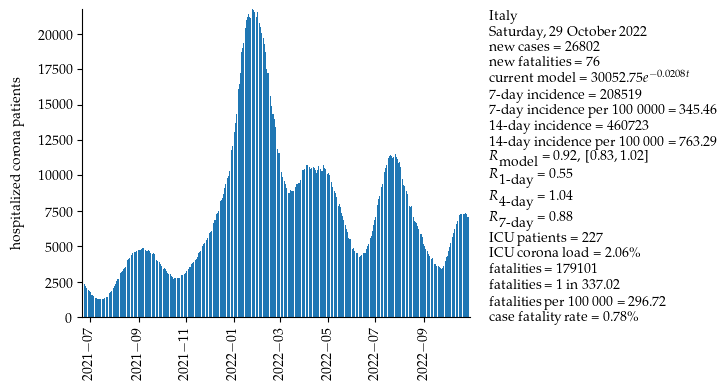 hospitalized corona patients
20000
17500
15000
12500
10000
7500
5000
2500
0
2021−07
2021−09
2021−11
2022−01
2022−03
2022−05
2022−07
2022−09
Italy
Saturday, 29 October 2022
new cases = 26802
new fatalities = 76
current model = 30052.75e^−0.0208t
7-day incidence = 208519
7-day incidence per 100 0000 = 345.46
14-day incidence = 460723
14-day incidence per 100 000 = 763.29
R_model = 0.92, [0.83, 1.02]
R_1-day = 0.55
R_4-day = 1.04
R_7-day = 0.88
ICU patients = 227
ICU corona load = 2.06%
fatalities = 179101
fatalities = 1 in 337.02
fatalities per 100 000 = 296.72
case fatality rate = 0.78%